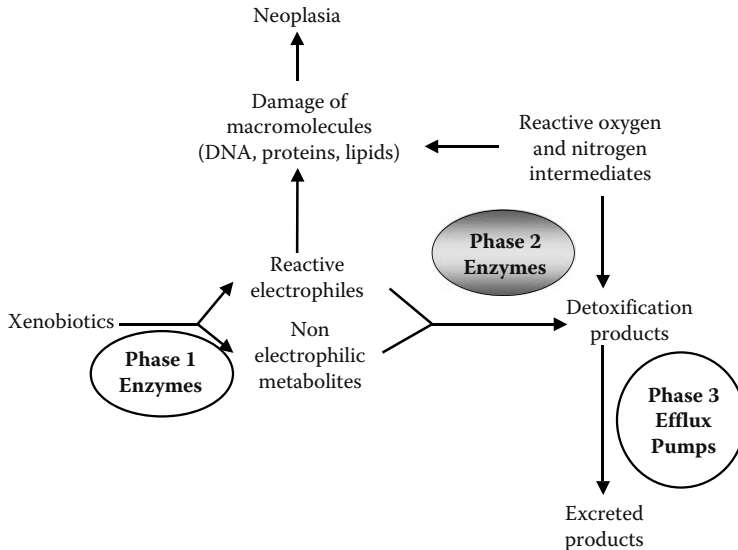 Neoplasia
Damage of
macromolecules
(DNA, proteins, lipids)
Reactive oxygen
and nitrogen
intermediates
Phase 2
Enzymes
Reactive
electrophiles
Xenobiotics
Non
electrophilic
metabolites
Detoxification
products
Phase 1
Enzymes
Phase 3
Efflux
Pumps
Excreted
products